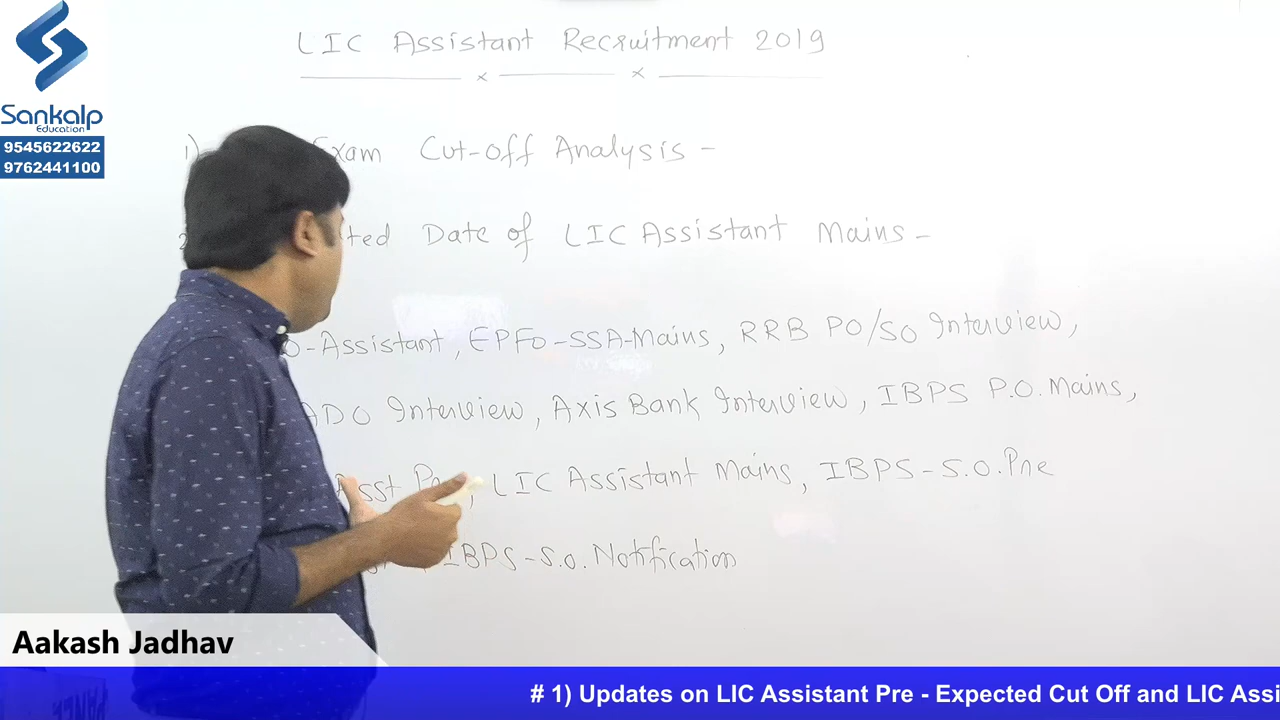 Sankalp
Education
9545622622
9762441100
LIC Assistant Recruitment 2019
1) Exam Cut-off Analysis -
Date of LIC Assistant Mains -
-Assistant, EPFO-SSA-Mains, RRB PO/SO Interview,
ADO Interview, Axis Bank Interview, IBPS P.O. Mains,
Asst LIC Assistant Mains, IBPS-S.O. Pre
IBPS-S.O. Notification
Aakash Jadhav
# 1) Updates on LIC Assistant Pre - Expected Cut Off and LIC Assi